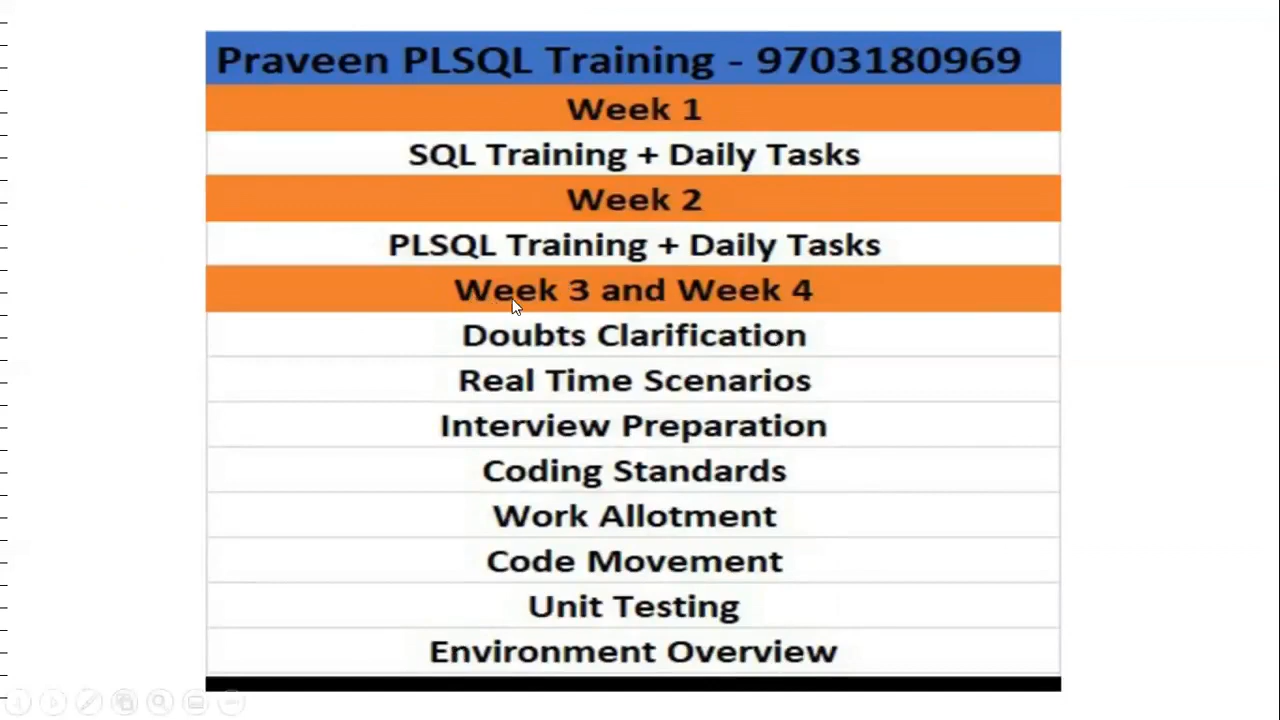 Praveen PLSQL Training - 9703180969
Week 1
SQL Training + Daily Tasks
Week 2
PLSQL Training + Daily Tasks
Week 3 and Week 4
Doubts Clarification
Real Time Scenarios
Interview Preparation
Coding Standards
Work Allotment
Code Movement
Unit Testing
Environment Overview